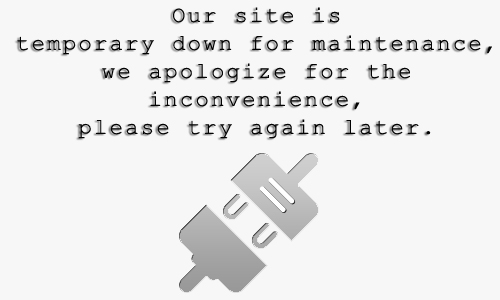 Our site is
temporary down for maintenance,
we apologize for the
inconvenience,
please try again later.